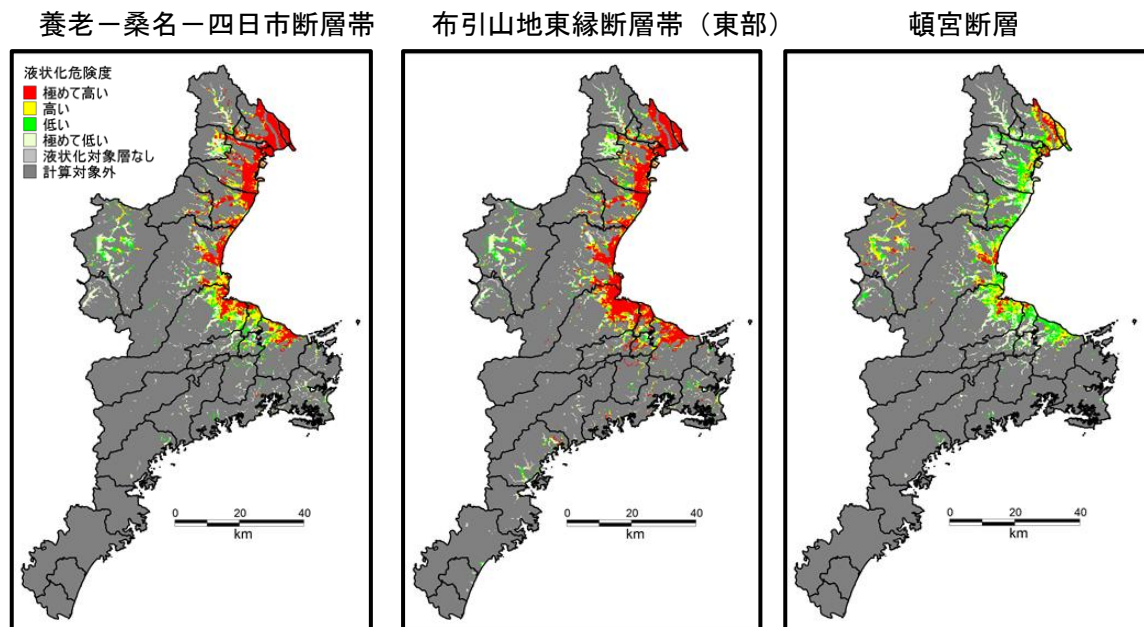 養老－桑名－四日市断層帯
布引山地東縁断層帯（東部）
頓宮断層
液状化危険度
極めて高い
高い
低い
極めて低い
液状化対象層なし
計算対象外
0 20 40
km
0 20 40
km
0 20 40
km